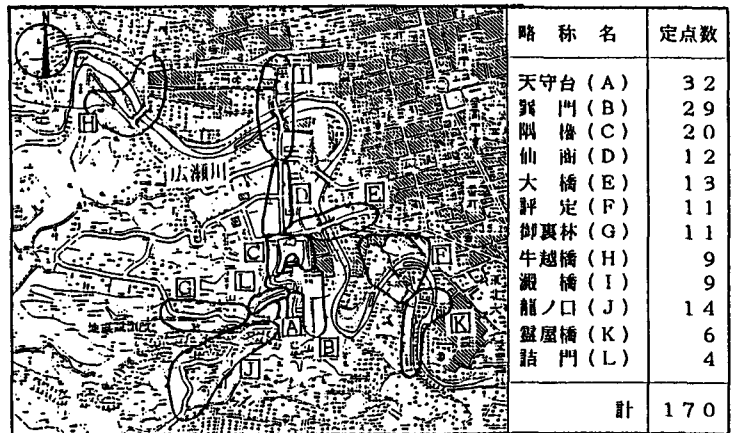 N
I
H
広瀬川
D
E
C
F
G
L
K
A
B
J
略称名 定点数
天守台(A) 32
巽門(B) 29
隅櫓(C) 20
仙商(D) 12
大橋(E) 13
評定(F) 11
御裏林(G) 11
牛越橋(H) 9
澱橋(I) 9
龍ノ口(J) 14
霊屋橋(K) 6
詰門(L) 4
計 170